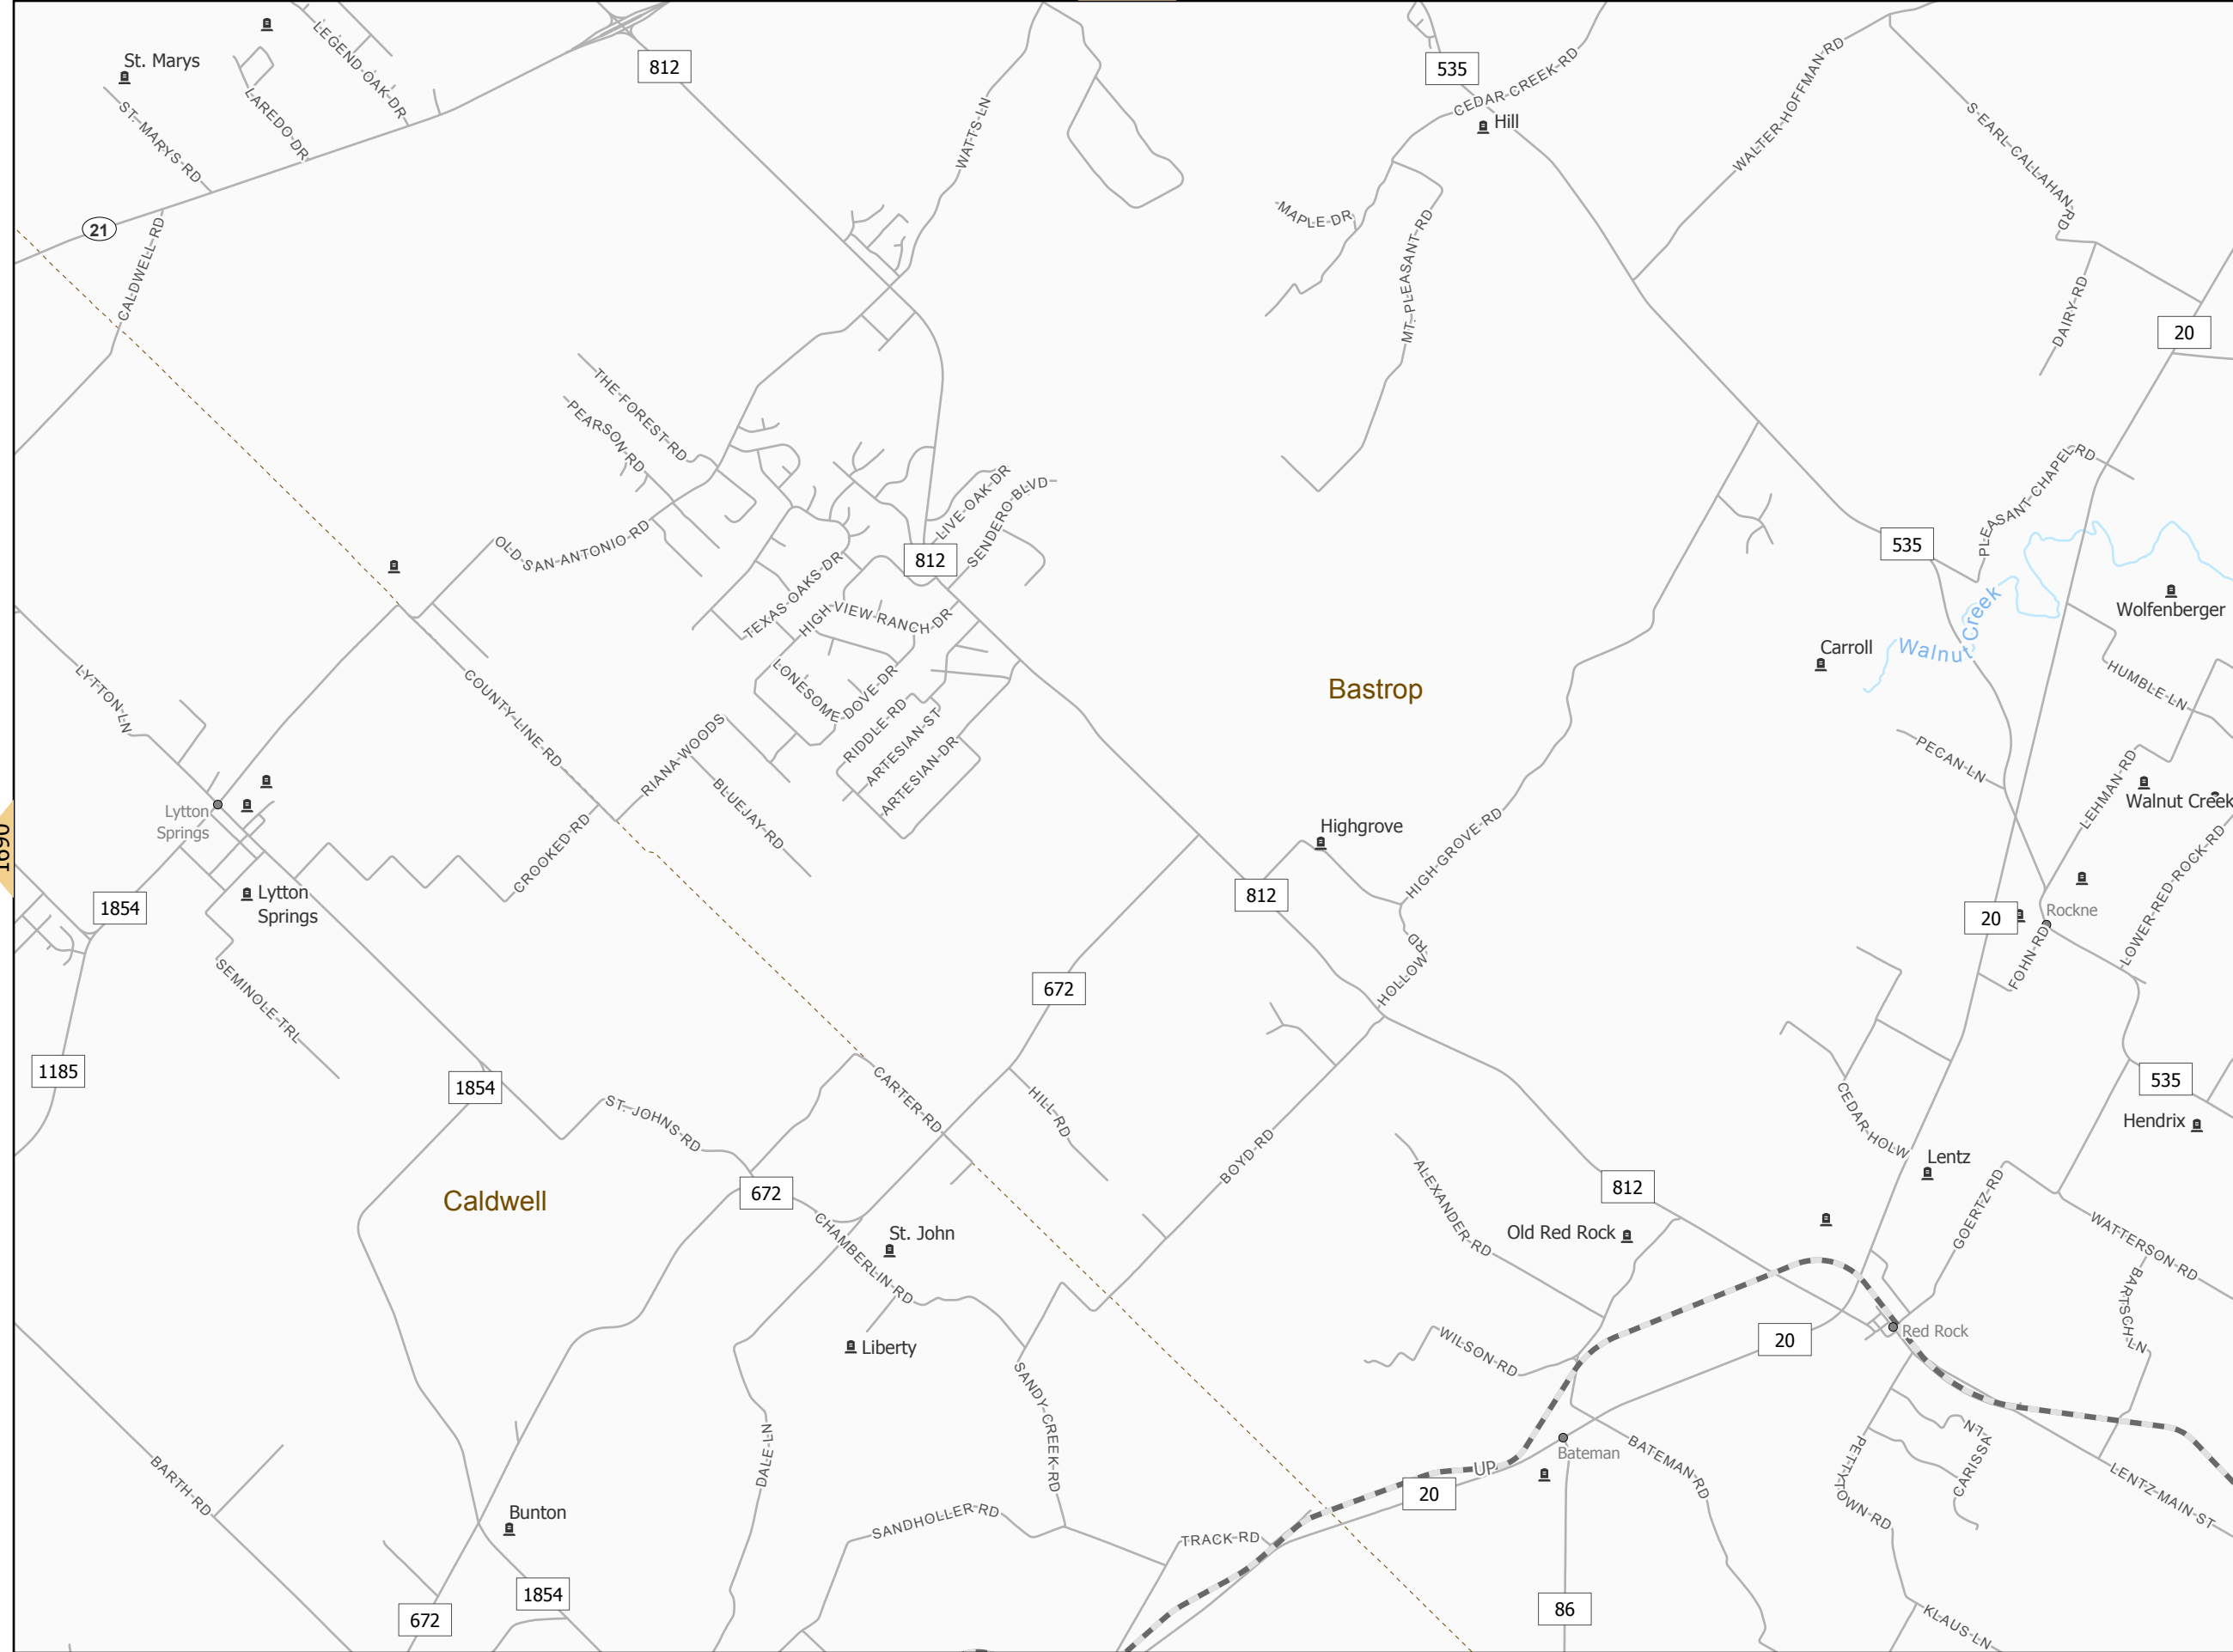 St. Marys
LEGEND OAK DR
LAREDO DR
ST. MARYS RD
812
535
CEDAR CREEK RD
Hill
WATTS LN
WALTER HOFFMAN RD
S EARL CALLAHAN RD
21
CALDWELL RD
MAPLE DR
MT. PLEASANT RD
DAIRY RD
20
THE FOREST RD
PEARSON RD
OLD SAN ANTONIO RD
LIVE OAK DR
SENDERO BLVD
812
TEXAS OAKS DR
HIGH VIEW RANCH DR
LONESOME DOVE DR
RIDDLE RD
ARTESIAN ST
ARTESIAN DR
PLEASANT CHAPEL RD
535
Walnut Creek
Wolfenberger
Carroll
Bastrop
HUMBLE LN
PECAN LN
LEHMAN RD
Walnut Creek
LOWER RED ROCK RD
LYTTON LN
COUNTY LINE RD
RIANA WOODS
BLUEJAY RD
CROOKED RD
Lytton
Springs
1690
1854
Lytton
Springs
SEMINOLE TRL
1185
1854
Highgrove
HIGH GROVE RD
812
HOLLOW RD
672
20
Rockne
FOHN RD
535
Hendrix
CEDAR HOLW
Lentz
ST. JOHNS RD
CARTER RD
HILL RD
BOYD RD
Caldwell
672
CHAMBERLIN RD
St. John
Liberty
ALEXANDER RD
812
Old Red Rock
GOERTZ RD
WATTERSON RD
BARTSCH LN
WILSON RD
20
Red Rock
SANDY CREEK RD
DALE LN
BARTH RD
Bunton
SANDHOLLER RD
TRACK RD
UP
20
Bateman
BATEMAN RD
PETTYTOWN RD
CARISSA LN
LENTZ MAIN ST
1854
672
86
KLAUS LN